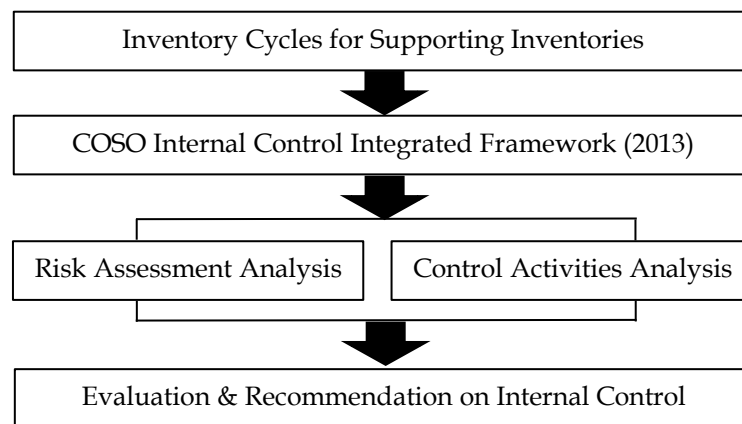 Inventory Cycles for Supporting Inventories
COSO Internal Control Integrated Framework (2013)
Risk Assessment Analysis
Control Activities Analysis
Evaluation & Recommendation on Internal Control